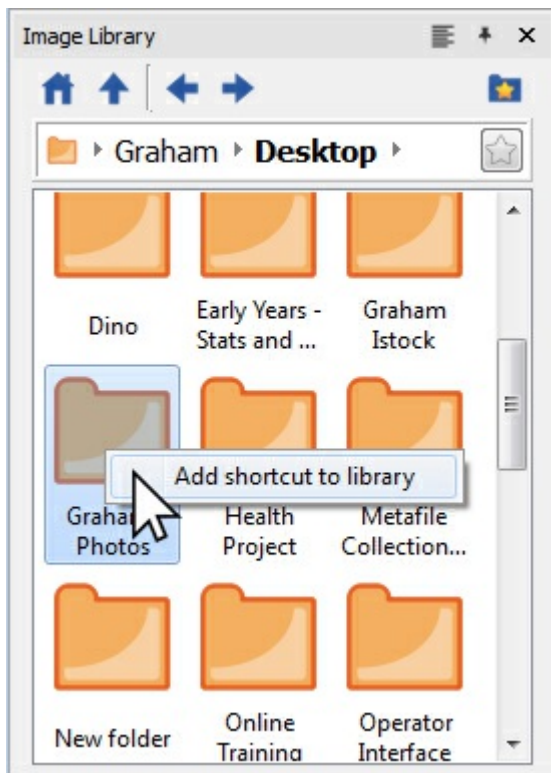 Image Library
Graham Desktop
Dino
Early Years -
Stats and ...
Graham
Istock
Add shortcut to library
Photos
Health
Project
Metafile
Collection...
New folder
Online
Training
Operator
Interface